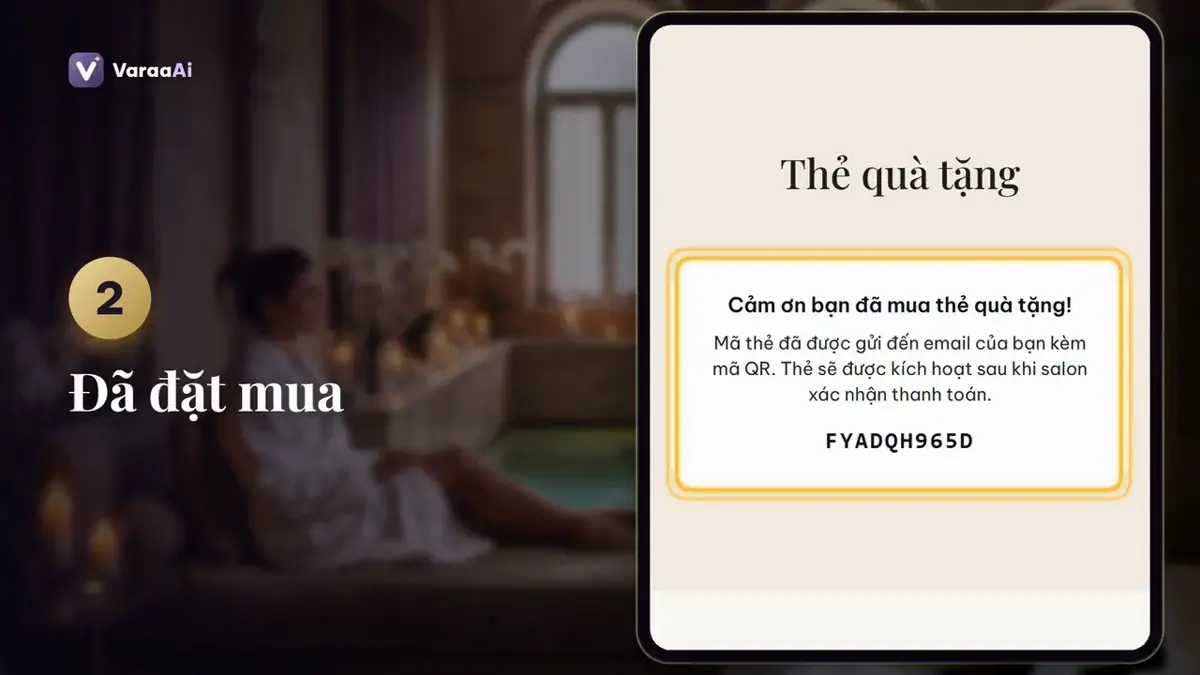 VaraaAi
2
Đã đặt mua
Thẻ quà tặng
Cảm ơn bạn đã mua thẻ quà tặng!
Mã thẻ đã được gửi đến email của bạn kèm
mã QR. Thẻ sẽ được kích hoạt sau khi salon
xác nhận thanh toán.
FYADQH965D